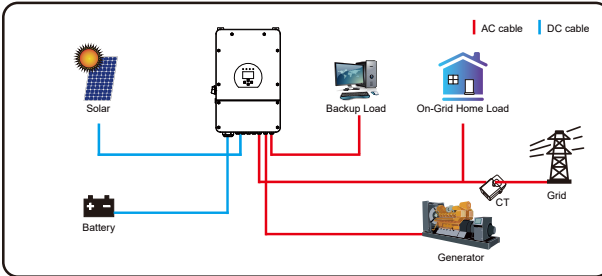 AC cable
DC cable
Solar
Backup Load
On-Grid Home Load
CT
Grid
Battery
Generator